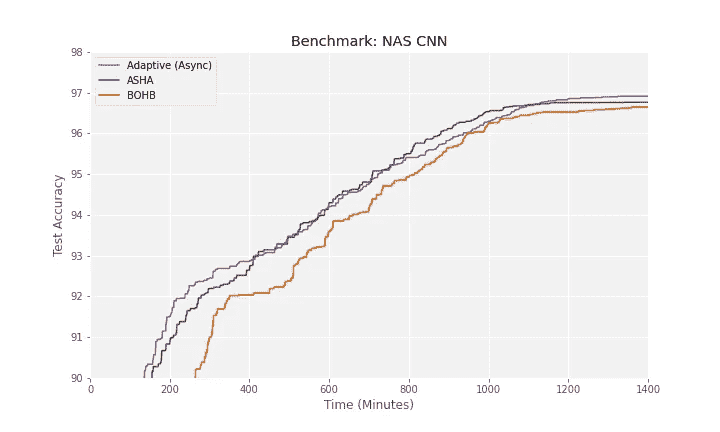 Benchmark: NAS CNN
98
97
96
95
94
93
92
91
90
Test Accuracy
Adaptive (Async)
ASHA
BOHB
0 200 400 600 800 1000 1200 1400
Time (Minutes)